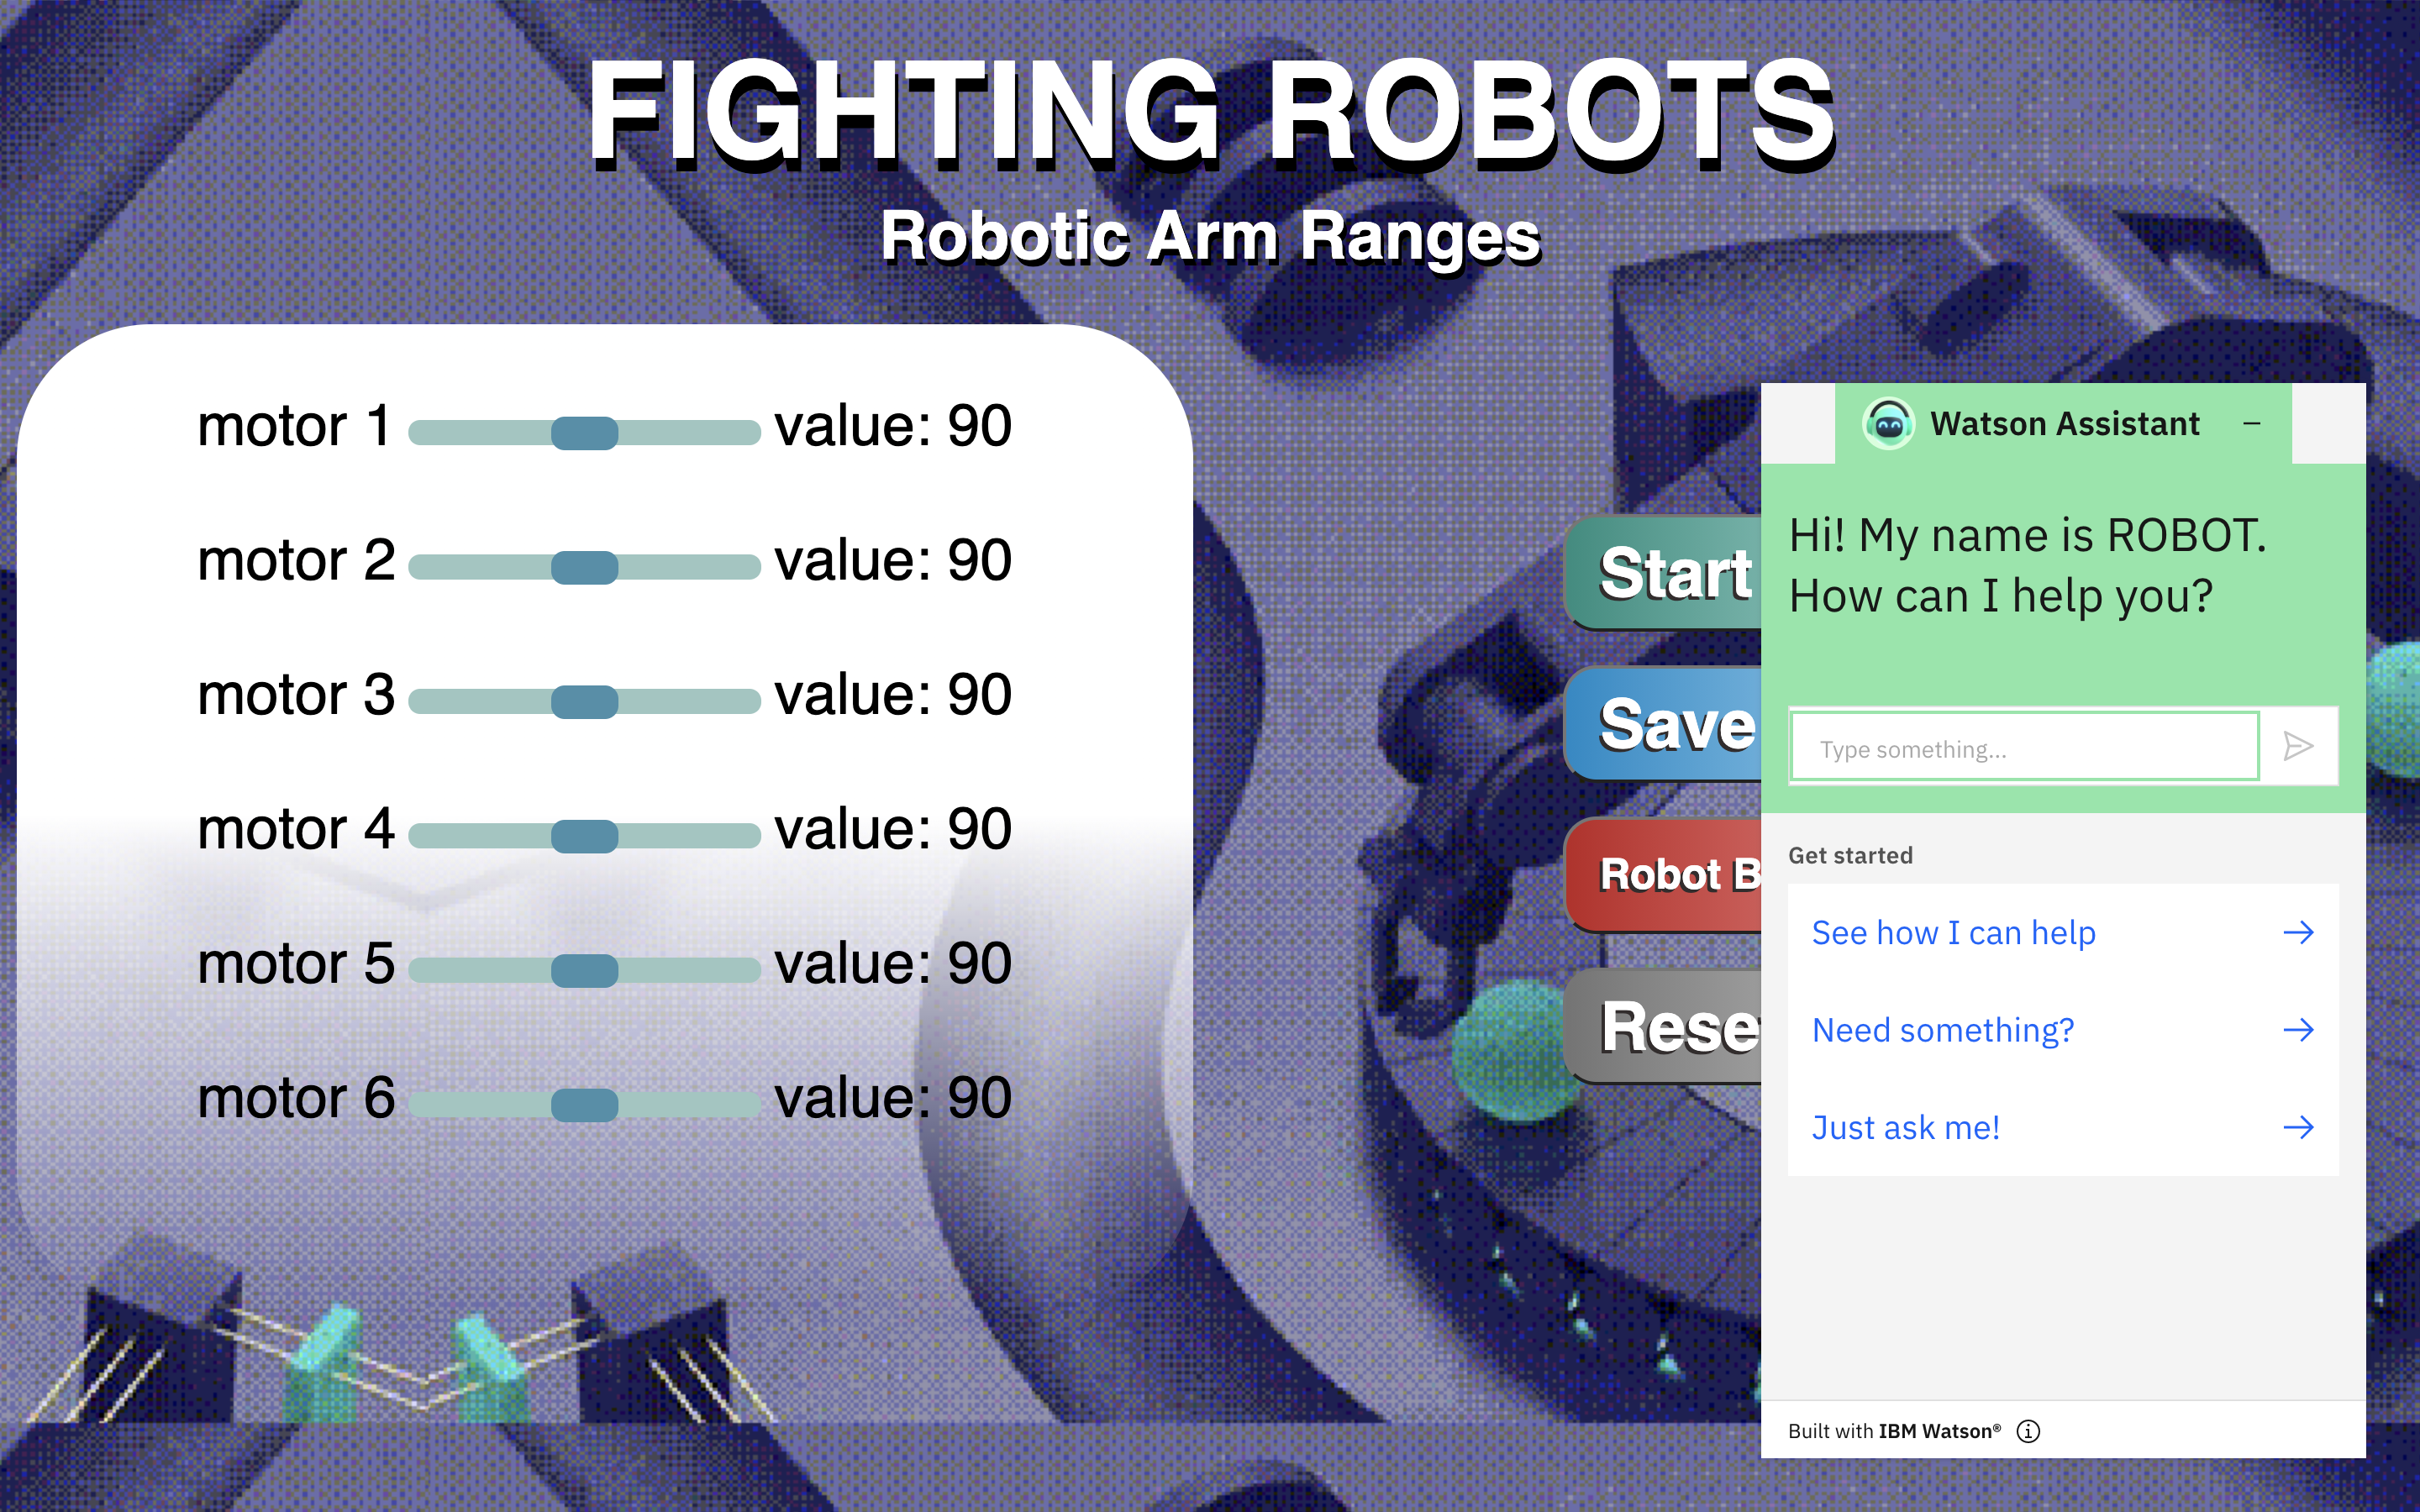 FIGHTING ROBOTS
Robotic Arm Ranges
motor 1 value: 90
motor 2 value: 90
motor 3 value: 90
motor 4 value: 90
motor 5 value: 90
motor 6 value: 90
Start
Save
Robot B
Rese
Watson Assistant
Hi! My name is ROBOT.
How can I help you?
Type something...
Get started
See how I can help
Need something?
Just ask me!
Built with IBM Watson®